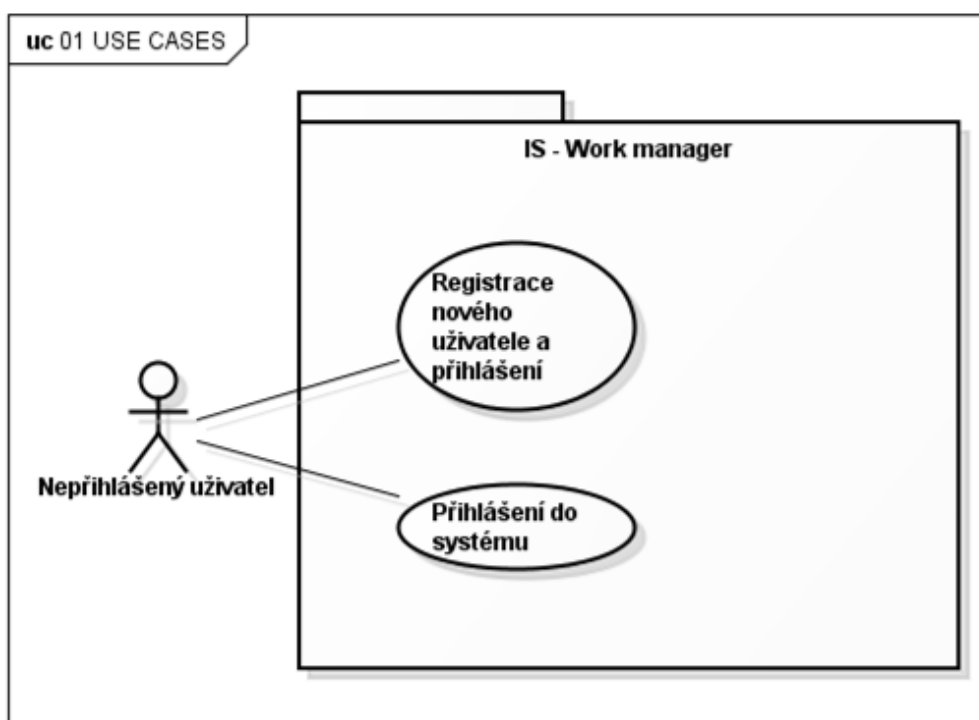 uc 01 USE CASES
IS - Work manager
Registrace
nového
uživatele a
přihlášení
Nepřihlášený uživatel
Přihlášení do
systému